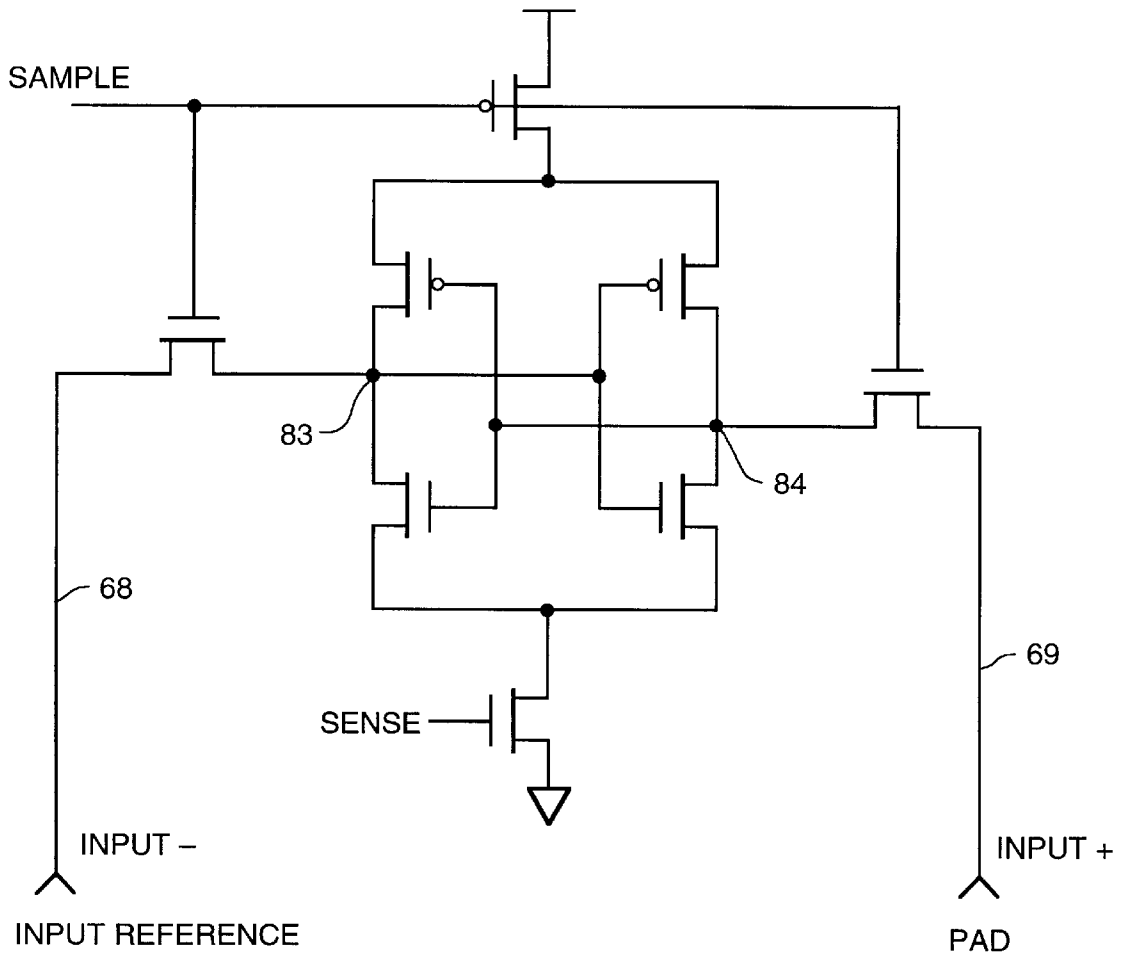 SAMPLE
83
84
68
69
SENSE
INPUT –
INPUT +
INPUT REFERENCE
PAD